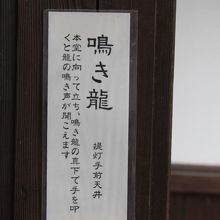 鳴き龍
提灯手前天井
本堂に向って立ち、鳴き龍の真下で手を叩
くと龍の鳴き声が聞こえます